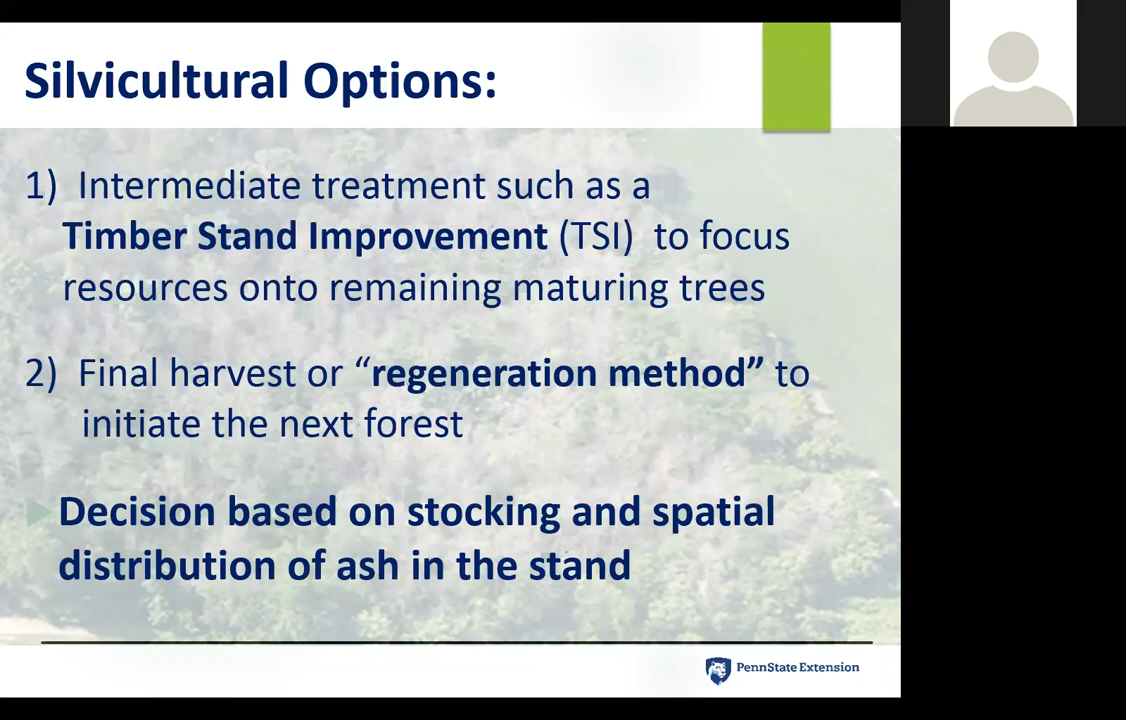 Silvicultural Options:
1) Intermediate treatment such as a
Timber Stand Improvement (TSI) to focus
resources onto remaining maturing trees
2) Final harvest or “regeneration method” to
initiate the next forest
Decision based on stocking and spatial
distribution of ash in the stand
PennState Extension